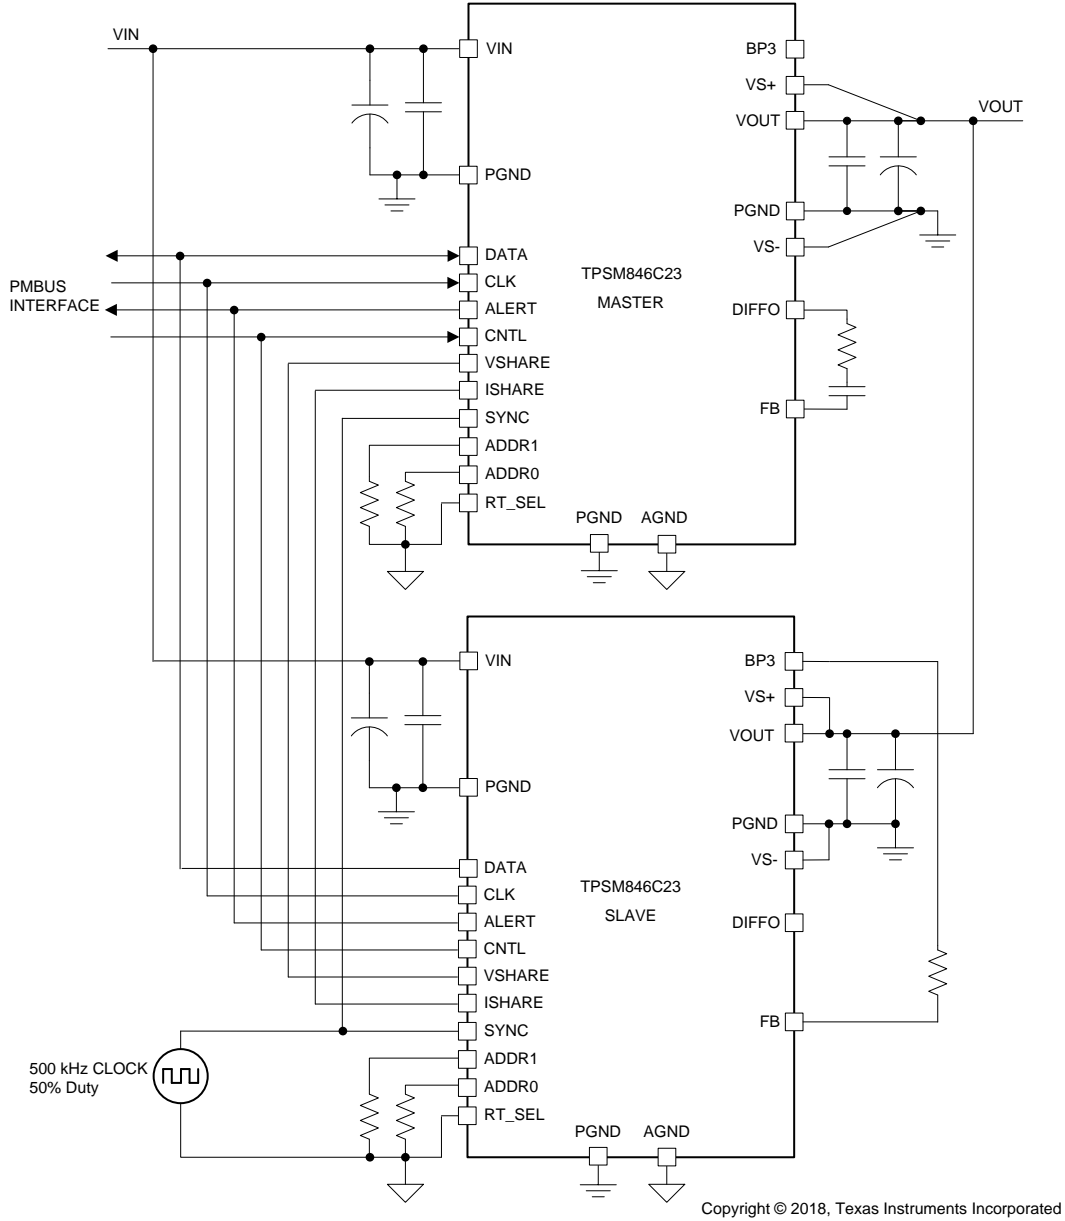 VIN
VIN
BP3
VS+
VOUT
VOUT
PGND
PGND
VS-
DATA
CLK
ALERT
CNTL
VSHARE
ISHARE
SYNC
ADDR1
ADDR0
RT_SEL
PMBUS
INTERFACE
TPSM846C23
MASTER
DIFFO
FB
PGND
AGND
VIN
BP3
VS+
VOUT
PGND
PGND
VS-
DATA
CLK
ALERT
CNTL
VSHARE
ISHARE
SYNC
ADDR1
ADDR0
RT_SEL
TPSM846C23
SLAVE
DIFFO
FB
500 kHz CLOCK
50% Duty
PGND
AGND
Copyright © 2018, Texas Instruments Incorporated